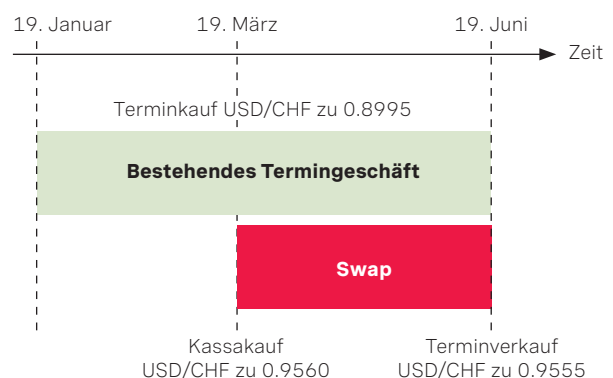 19. Januar
19. März
19. Juni
Zeit
Terminkauf USD/CHF zu 0.8995
Bestehendes Termingeschäft
Swap
Kassakauf
USD/CHF zu 0.9560
Terminverkauf
USD/CHF zu 0.9555